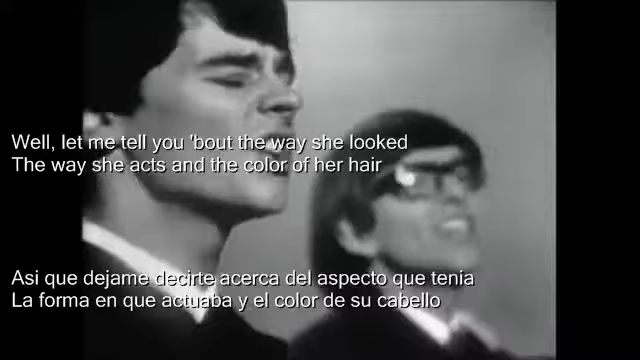 Well, let me tell you 'bout the way she looked
The way she acts and the color of her hair
Asi que dejame decirte acerca del aspecto que tenia
La forma en que actuaba y el color de su cabello